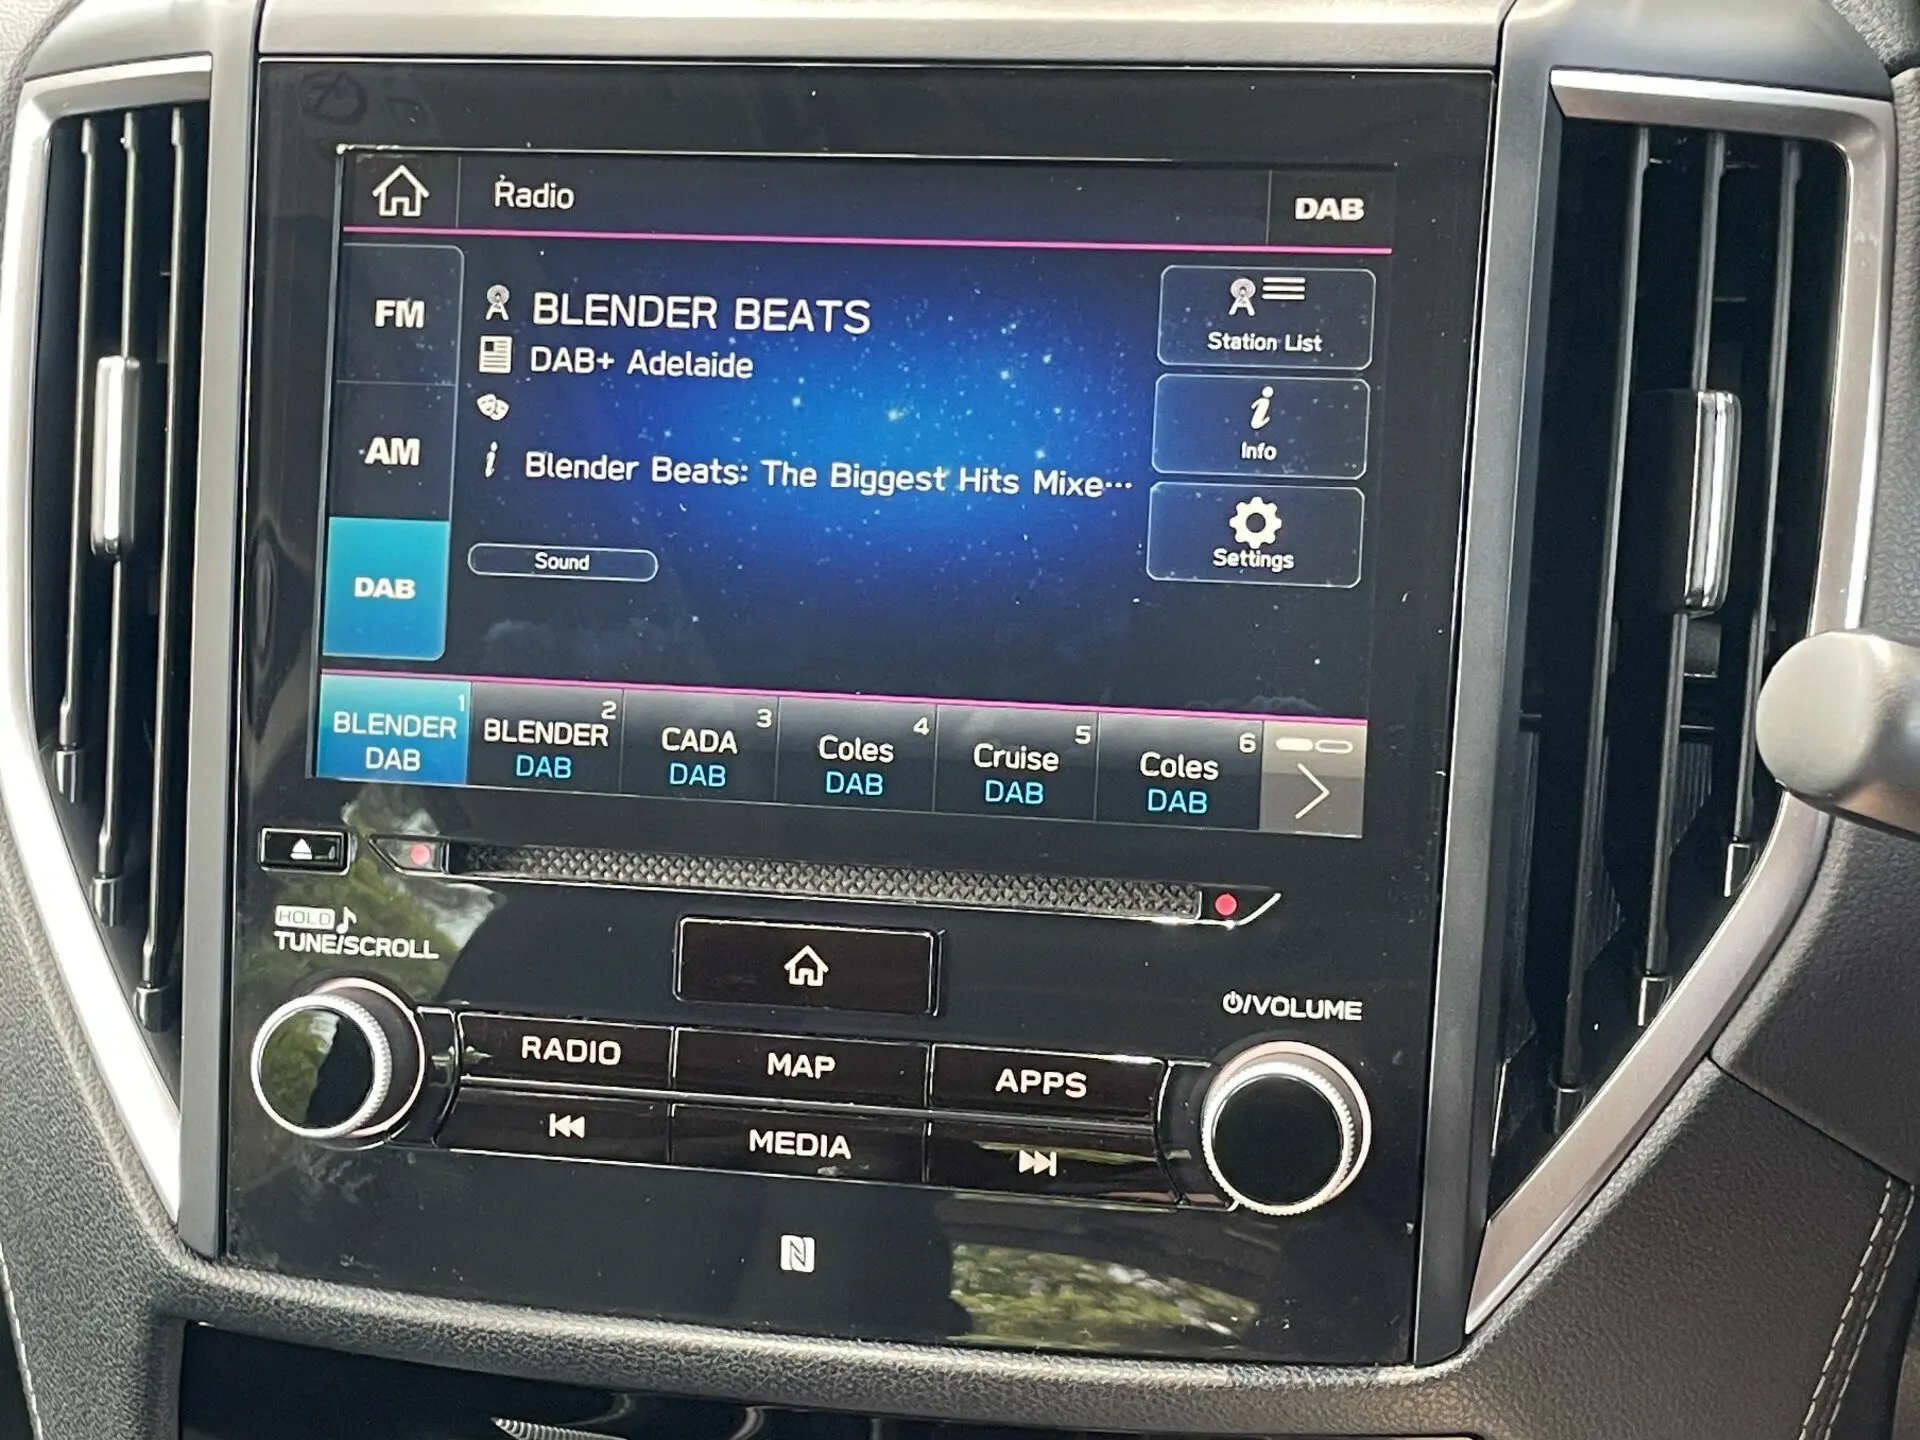 Radio
DAB
FM
AM
DAB
BLENDER BEATS
DAB+ Adelaide
Blender Beats: The Biggest Hits Mixe...
Sound
Station List
i
Info
Settings
1
BLENDER
DAB
2
BLENDER
DAB
3
CADA
DAB
4
Coles
DAB
5
Cruise
DAB
6
Coles
DAB
HOLD
TUNE/SCROLL
/VOLUME
RADIO
MAP
APPS
MEDIA
N